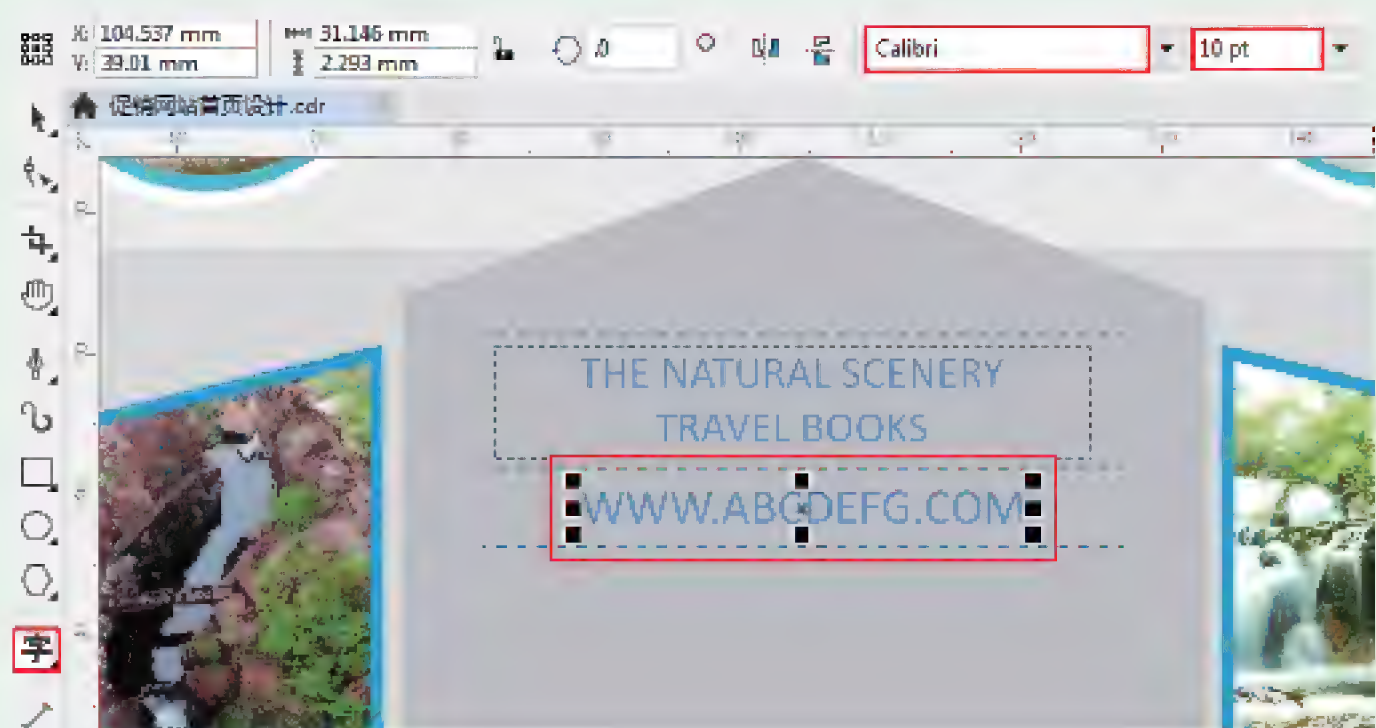 X: 104.537 mm 31.146 mm
Y: 39.01 mm 2.293 mm
.0
Calibri
10 pt
促销网站首页设计.cdr
THE NATURAL SCENERY
TRAVEL BOOKS
WWW.ABCDEFG.COM
字